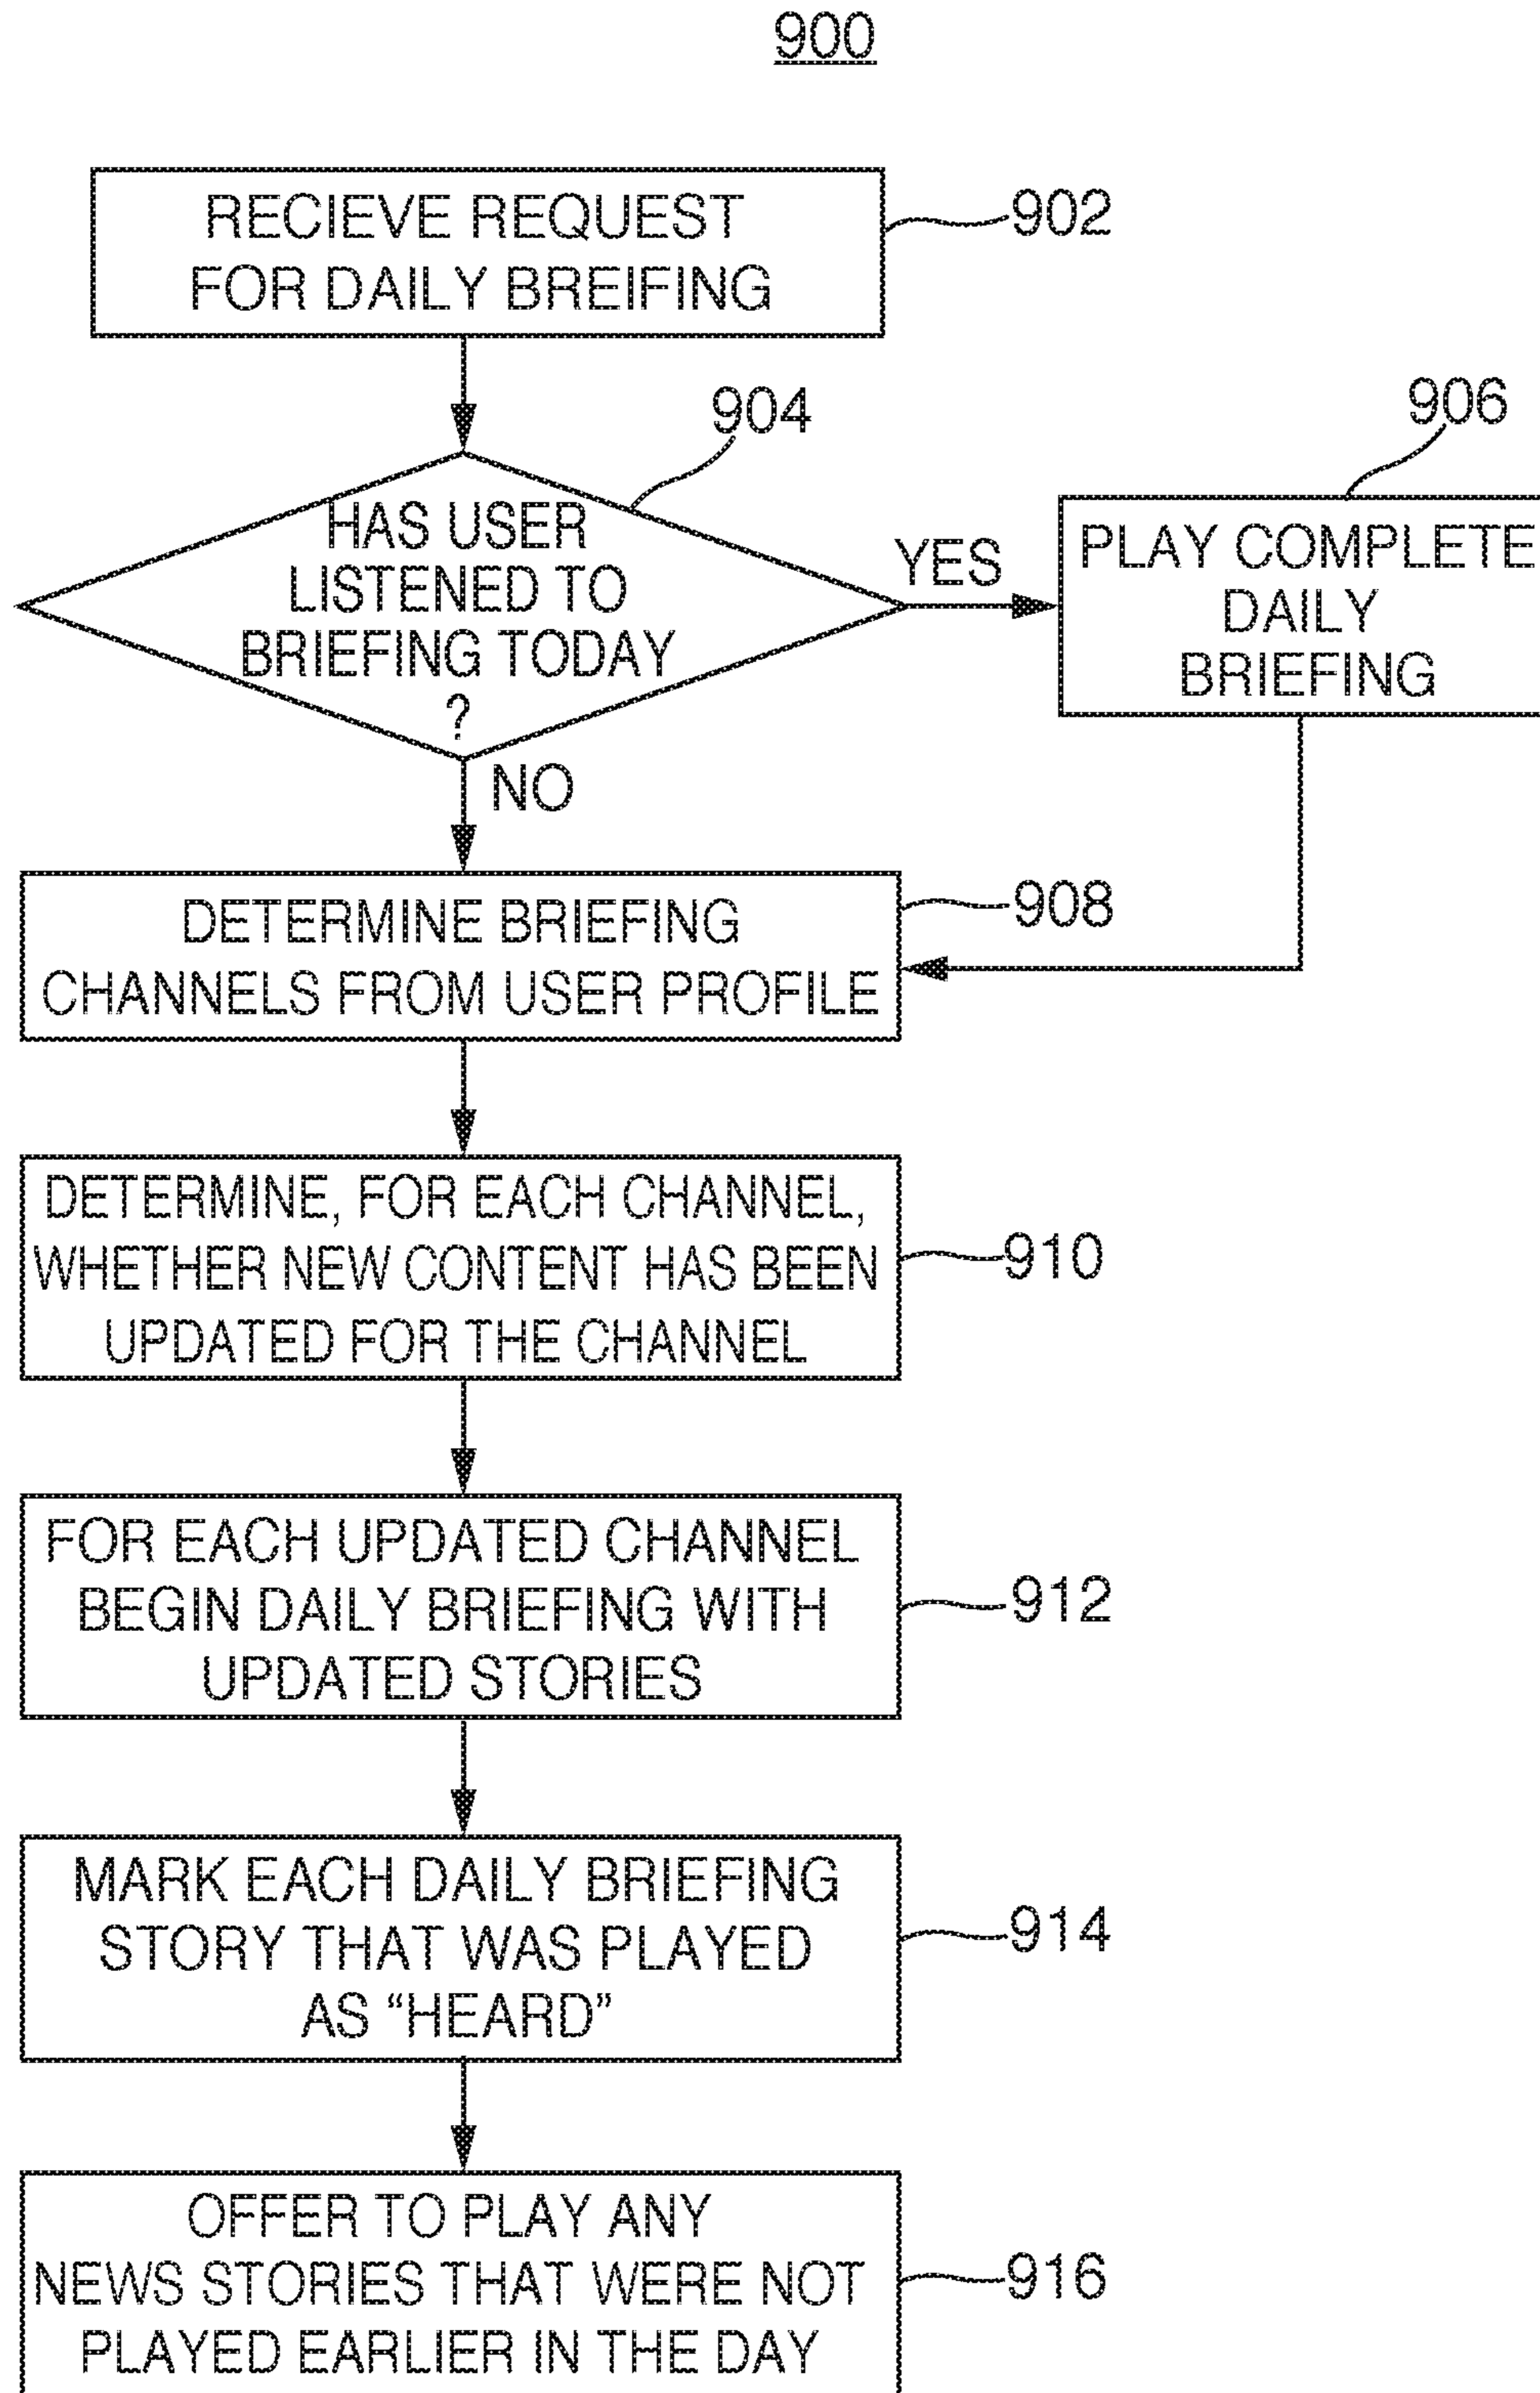 900
RECIEVE REQUEST
FOR DAILY BREIFING
902
904
HAS USER
LISTENED TO
BRIEFING TODAY
?
YES
906
PLAY COMPLETE
DAILY
BRIEFING
NO
DETERMINE BRIEFING
CHANNELS FROM USER PROFILE
908
DETERMINE, FOR EACH CHANNEL,
WHETHER NEW CONTENT HAS BEEN
UPDATED FOR THE CHANNEL
910
FOR EACH UPDATED CHANNEL
BEGIN DAILY BRIEFING WITH
UPDATED STORIES
912
MARK EACH DAILY BRIEFING
STORY THAT WAS PLAYED
AS “HEARD”
914
OFFER TO PLAY ANY
NEWS STORIES THAT WERE NOT
PLAYED EARLIER IN THE DAY
916